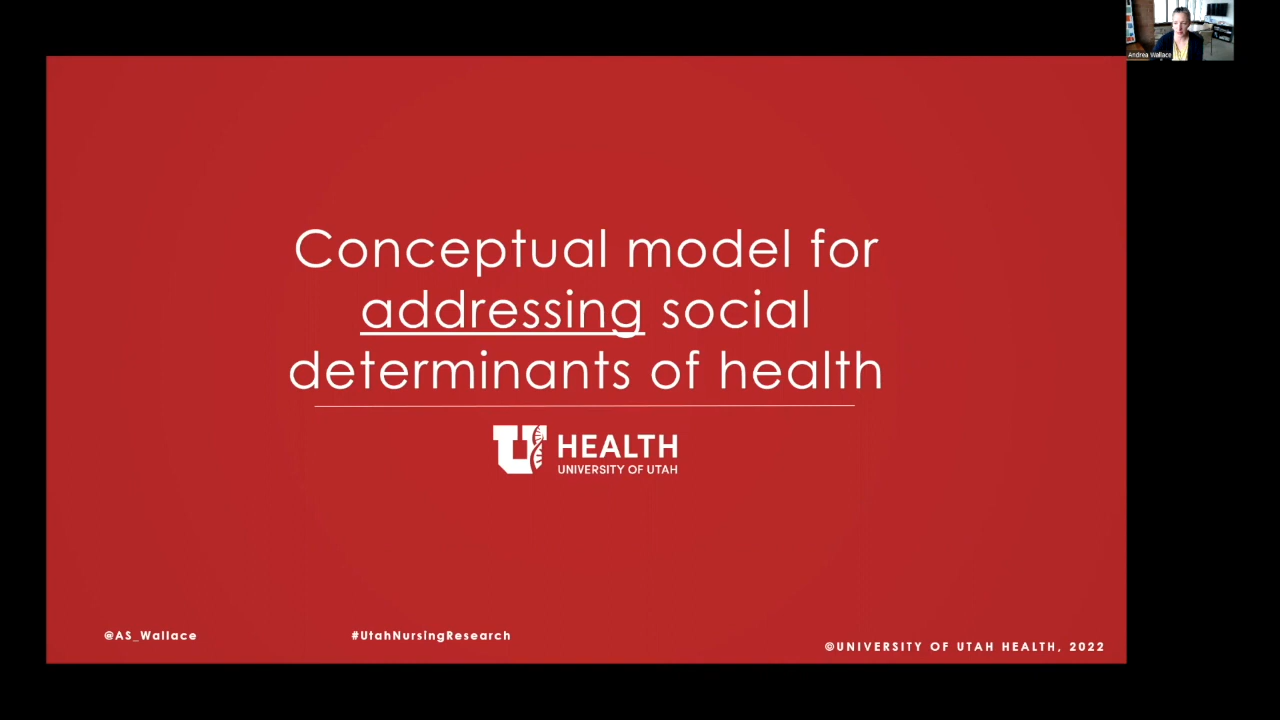 Andrea Wallace
Conceptual model for
addressing social
determinants of health
U HEALTH
UNIVERSITY OF UTAH
@AS_Wallace
#UtahNursingResearch
©UNIVERSITY OF UTAH HEALTH, 2022